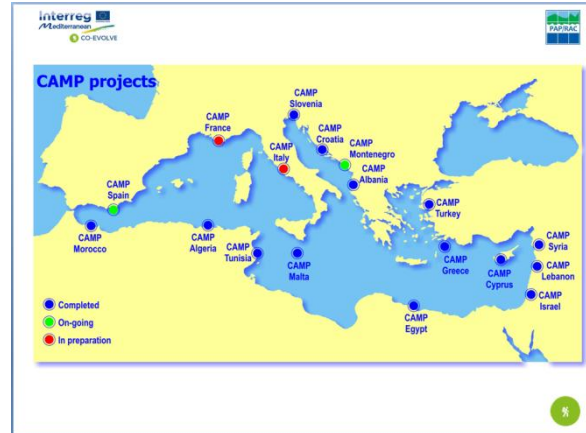 Interreg
Mediterranean
CO-EVOLVE
PAP/RAC
CAMP projects
CAMP
Slovenia
CAMP
France
CAMP
Croatia
CAMP
Italy
CAMP
Montenegro
CAMP
Albania
CAMP
Spain
CAMP
Turkey
CAMP
Morocco
CAMP
Algeria
CAMP
Tunisia
CAMP
Malta
CAMP
Greece
CAMP
Cyprus
CAMP
Syria
CAMP
Lebanon
CAMP
Israel
CAMP
Egypt
Completed
On-going
In preparation